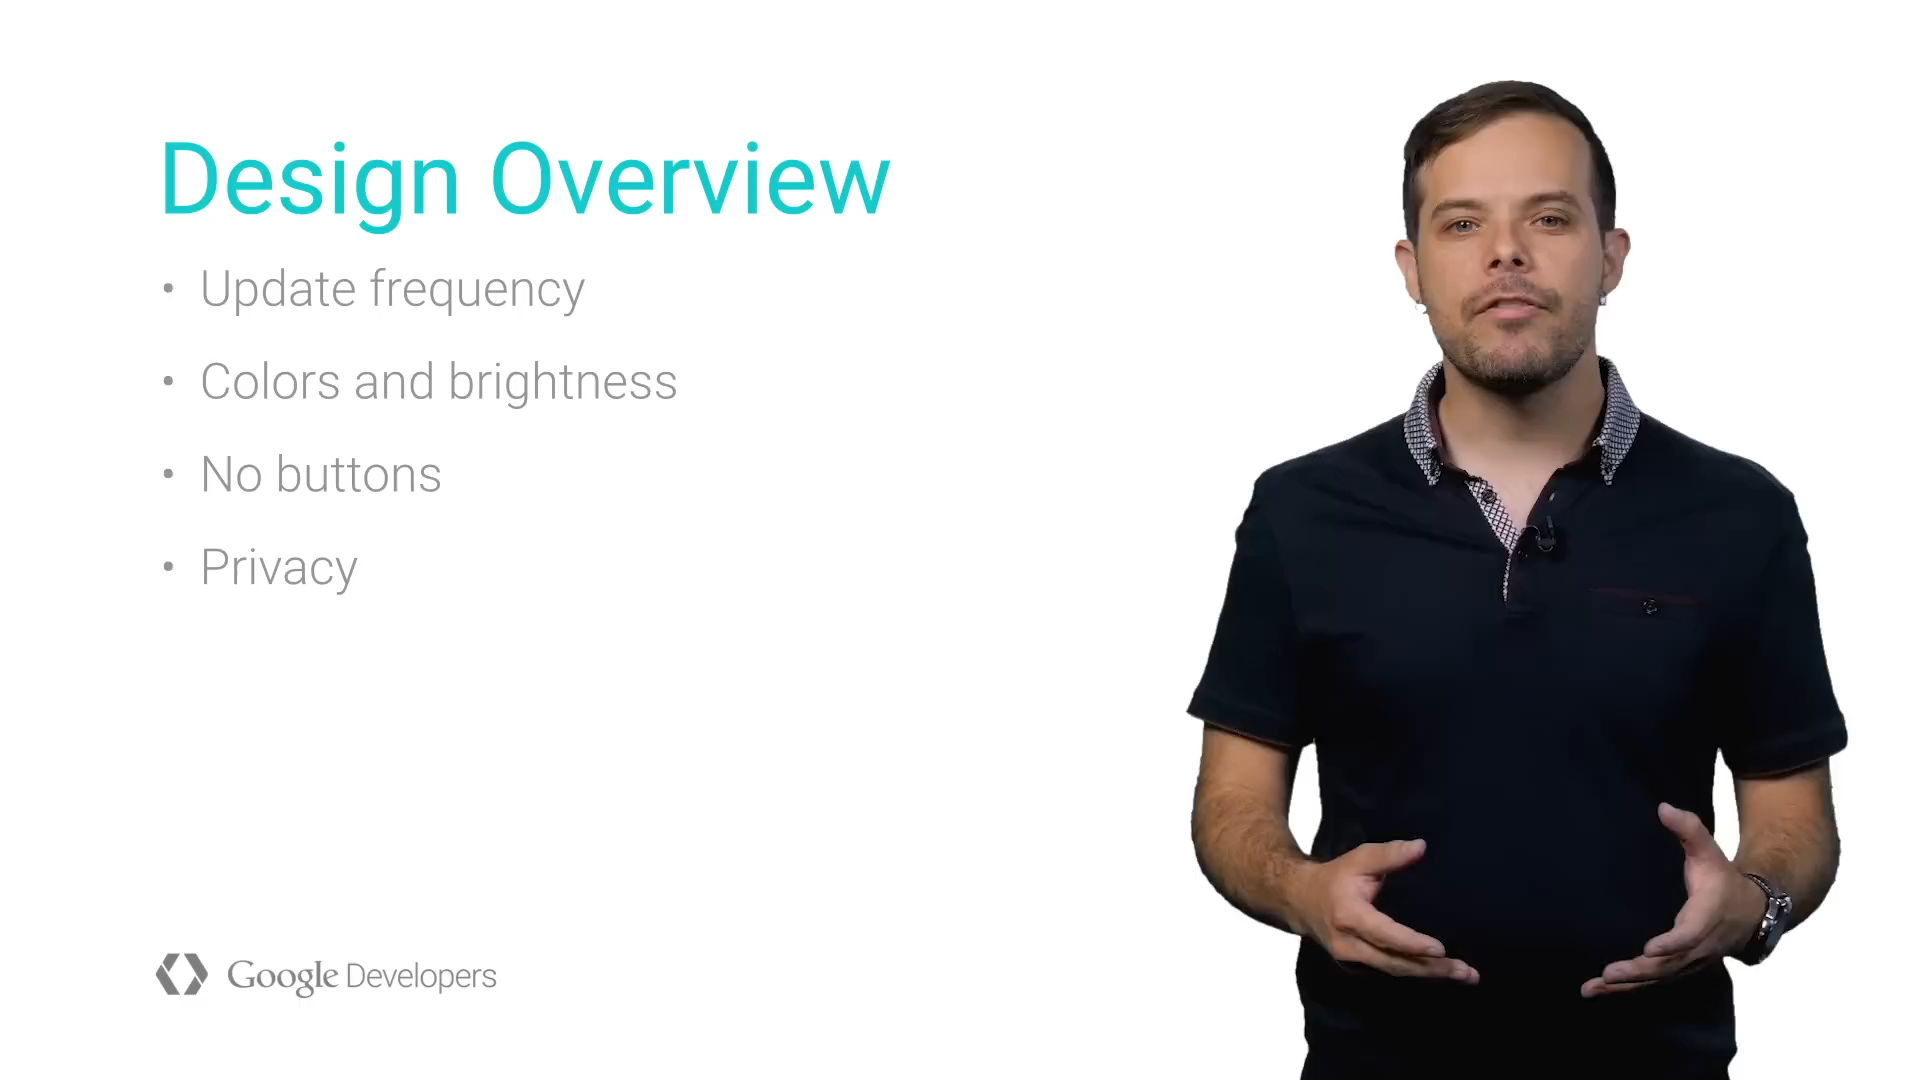 Design Overview
• Update frequency
• Colors and brightness
• No buttons
• Privacy
Google Developers